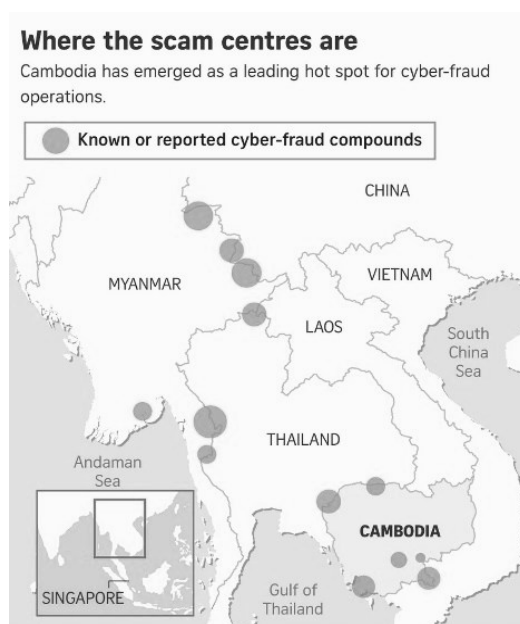 Where the scam centres are
Cambodia has emerged as a leading hot spot for cyber-fraud
operations.
Known or reported cyber-fraud compounds
CHINA
MYANMAR
VIETNAM
LAOS
South
China
Sea
THAILAND
Andaman
Sea
CAMBODIA
SINGAPORE
Gulf of
Thailand